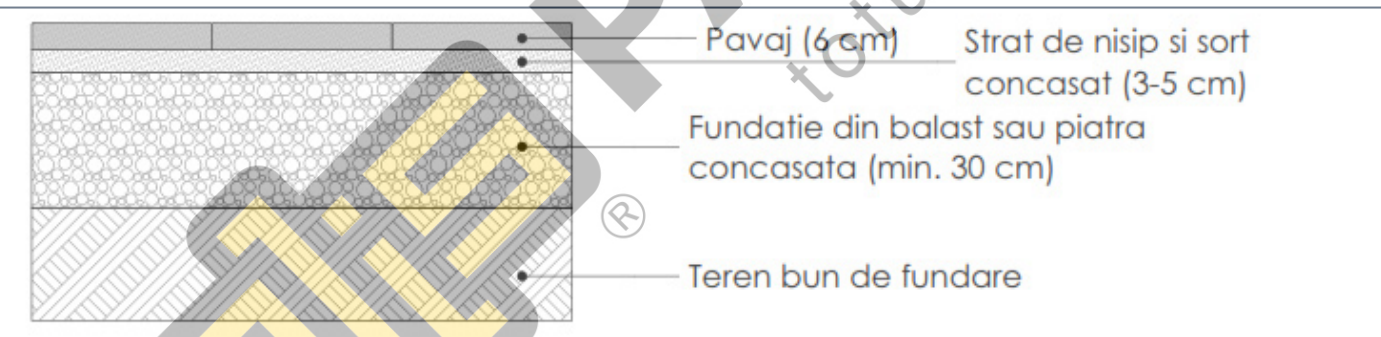 Pavaj (6 cm)
Strat de nisip si sort
concasat (3-5 cm)
Fundatie din balast sau piatra
concasata (min. 30 cm)
®
Teren bun de fundare